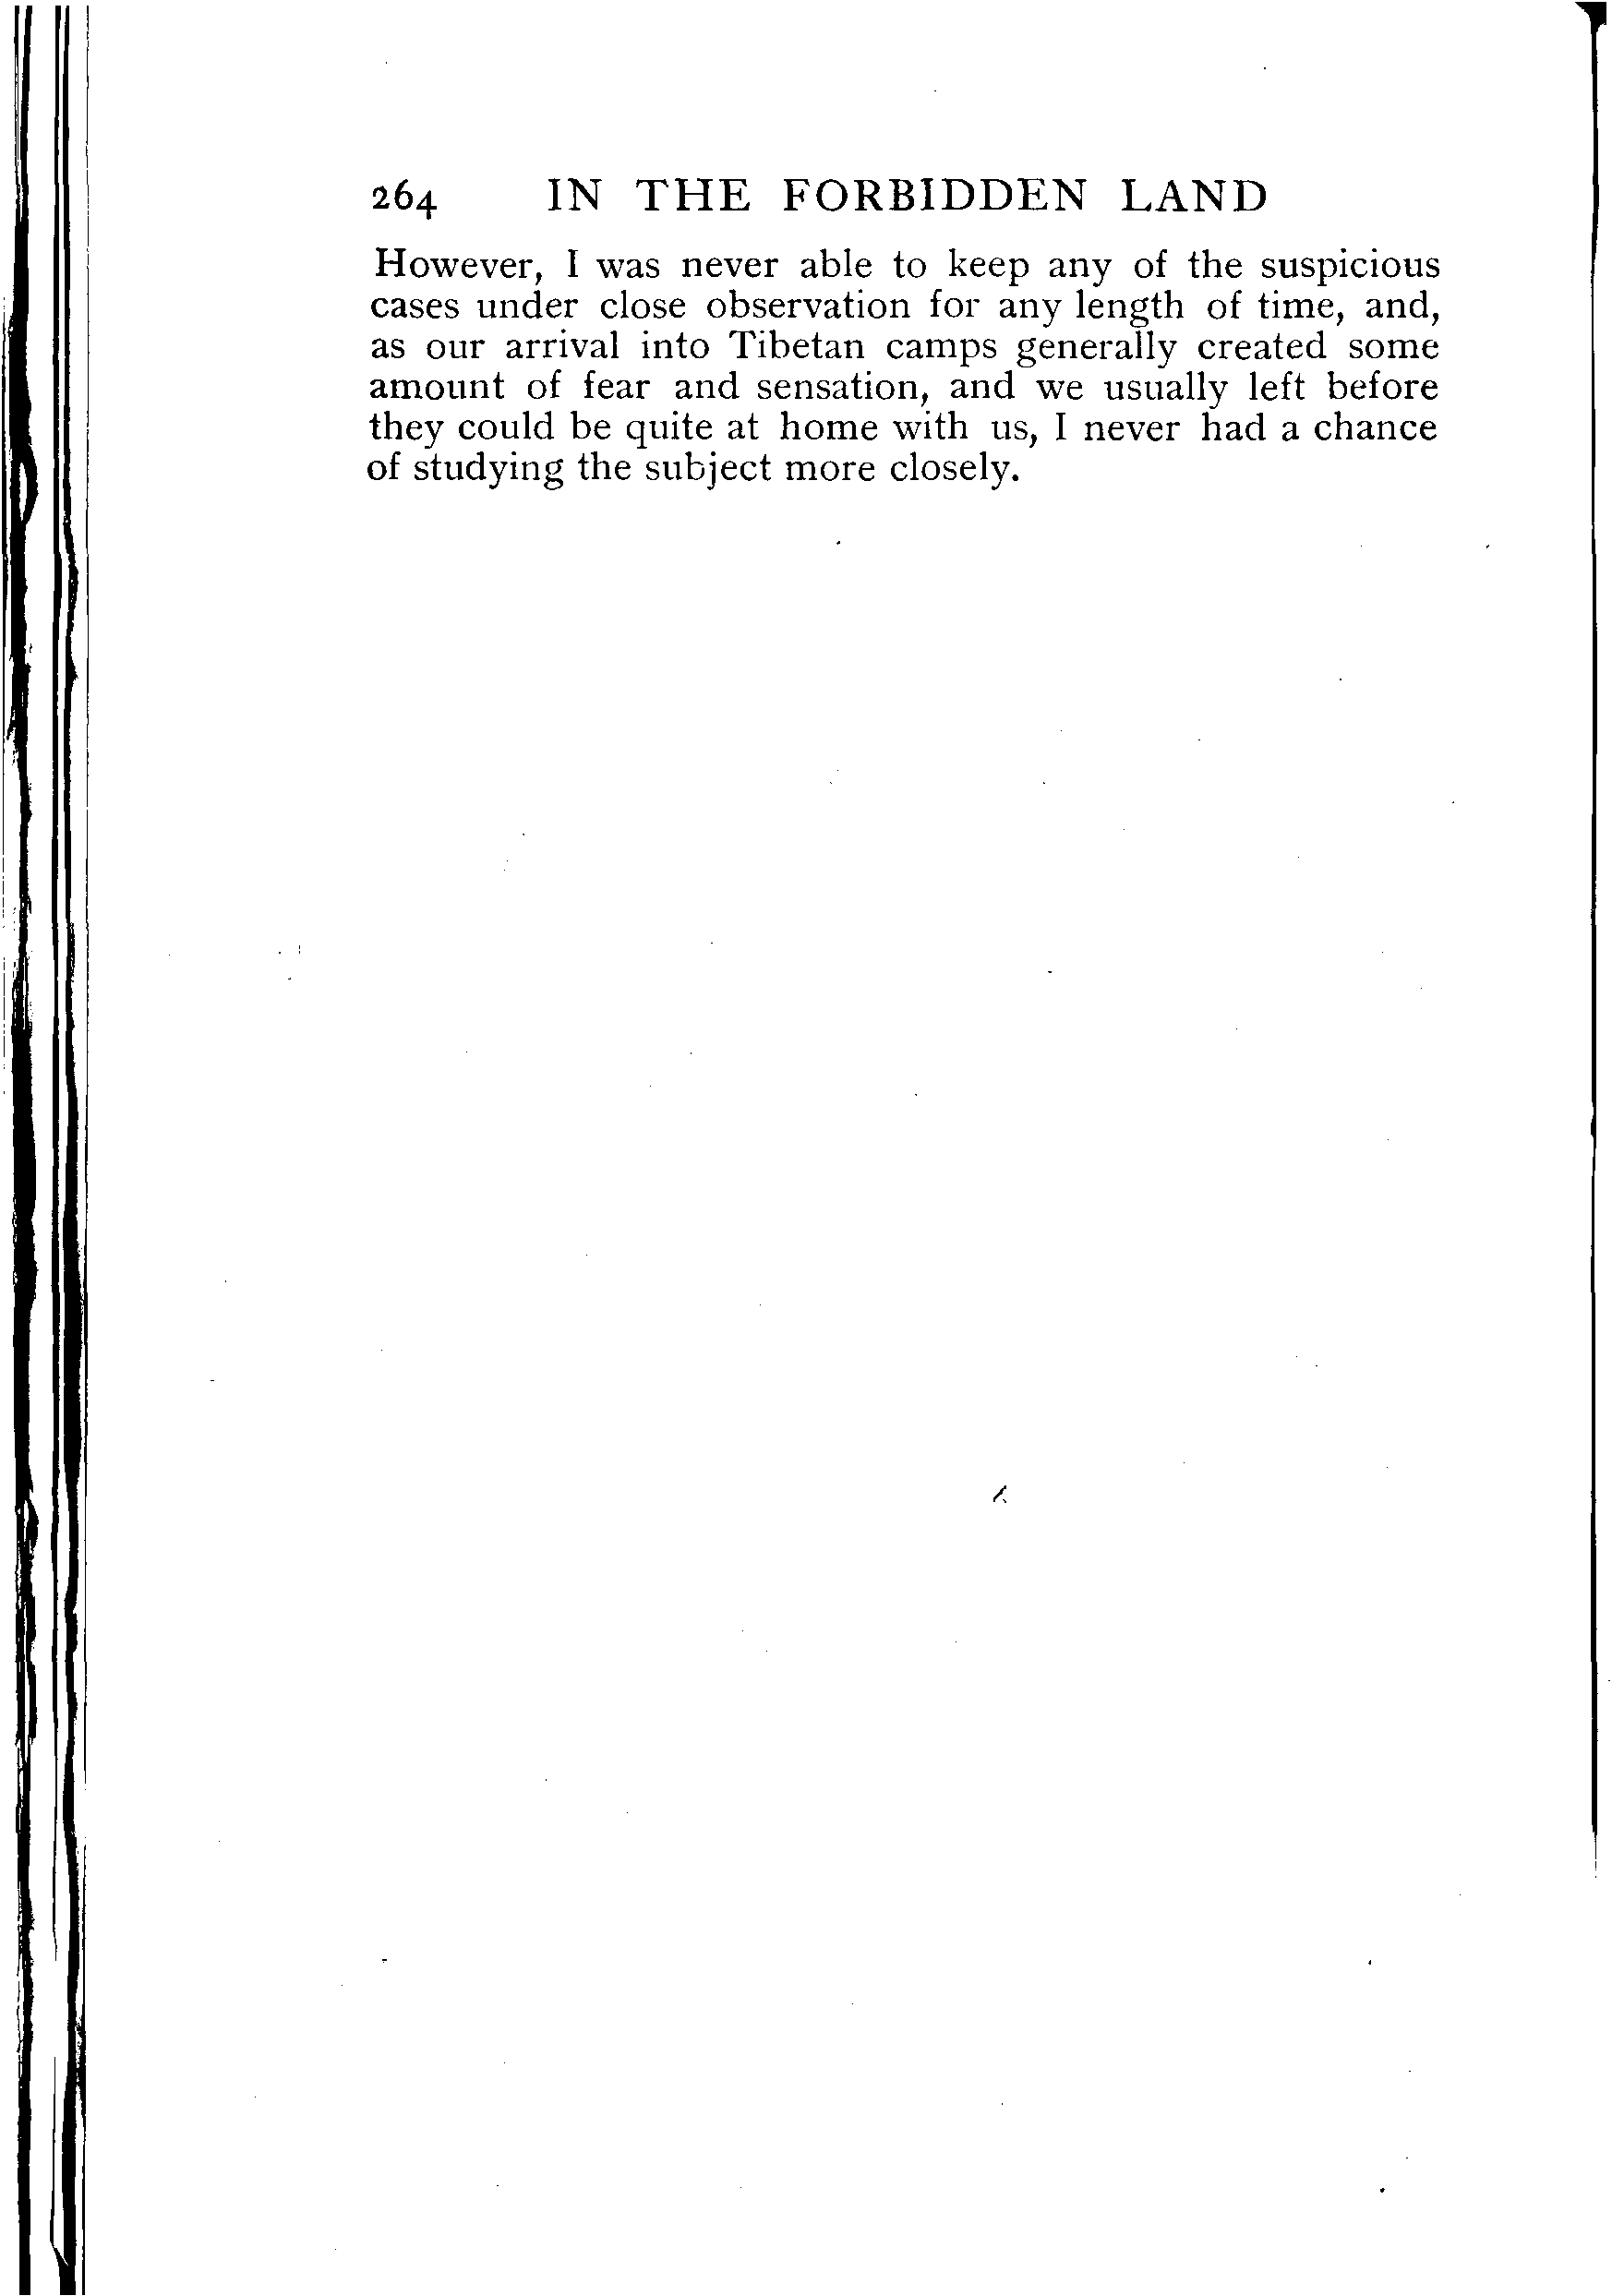 264 IN THE FORBIDDEN LAND
However, I was never able to keep any of the suspicious
cases under close observation for any length of time, and,
as our arrival into Tibetan camps generally created some
amount of fear and sensation, and we usually left before
they could be quite at home with us, I never had a chance
of studying the subject more closely.